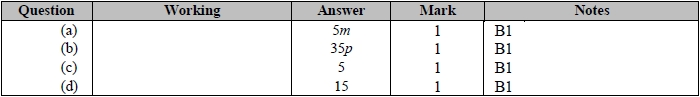 Question Working Answer Mark Notes
(a) 5m 1 B1
(b) 35p 1 B1
(c) 5 1 B1
(d) 15 1 B1